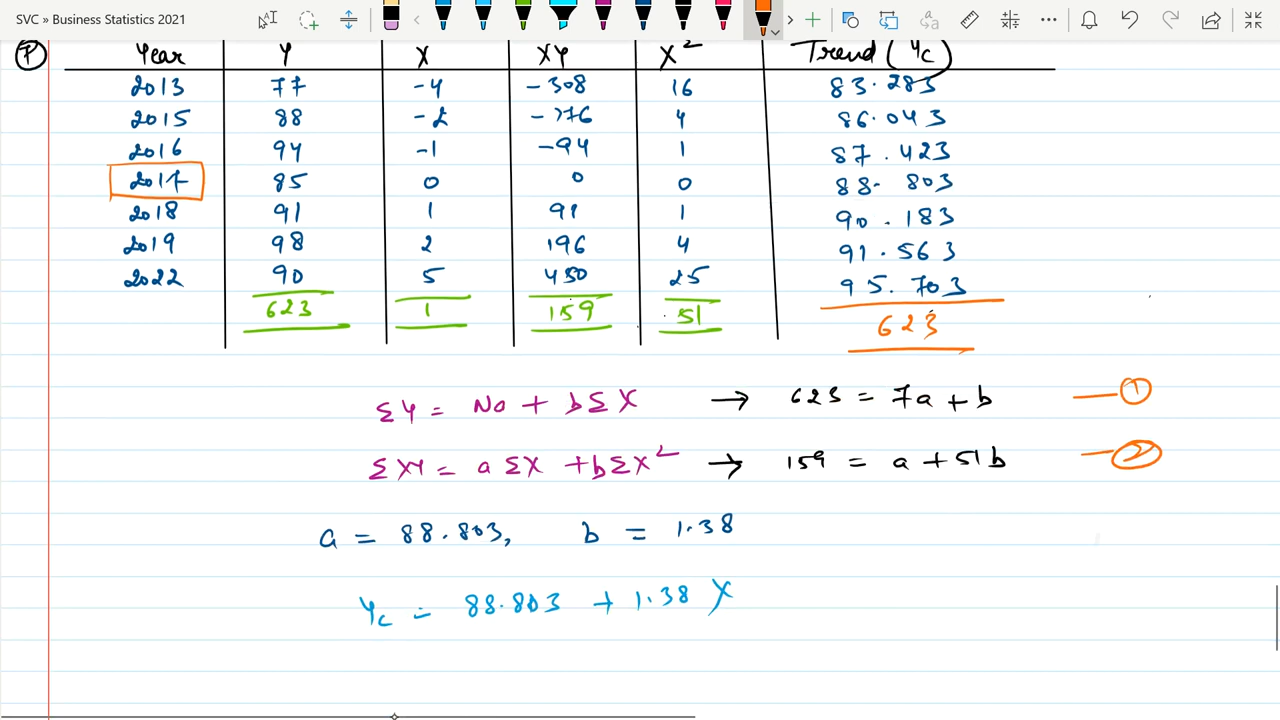 SVC » Business Statistics 2021
7 Year Y X XY X² Trend (Yc)
2013 77 -4 -308 16 83.283
2015 88 -2 -176 4 86.043
2016 94 -1 -94 1 87.423
2017 85 0 0 0 88.803
2018 91 1 91 1 90.183
2019 98 2 196 4 91.563
2022 90 5 450 25 95.703
623 1 159 51 623
ΣY = Na + bΣX → 623 = 7a + b — 1
ΣXY = aΣX + bΣX² → 159 = a + 51b — 2
a = 88.803, b = 1.38
Yc = 88.803 + 1.38 X